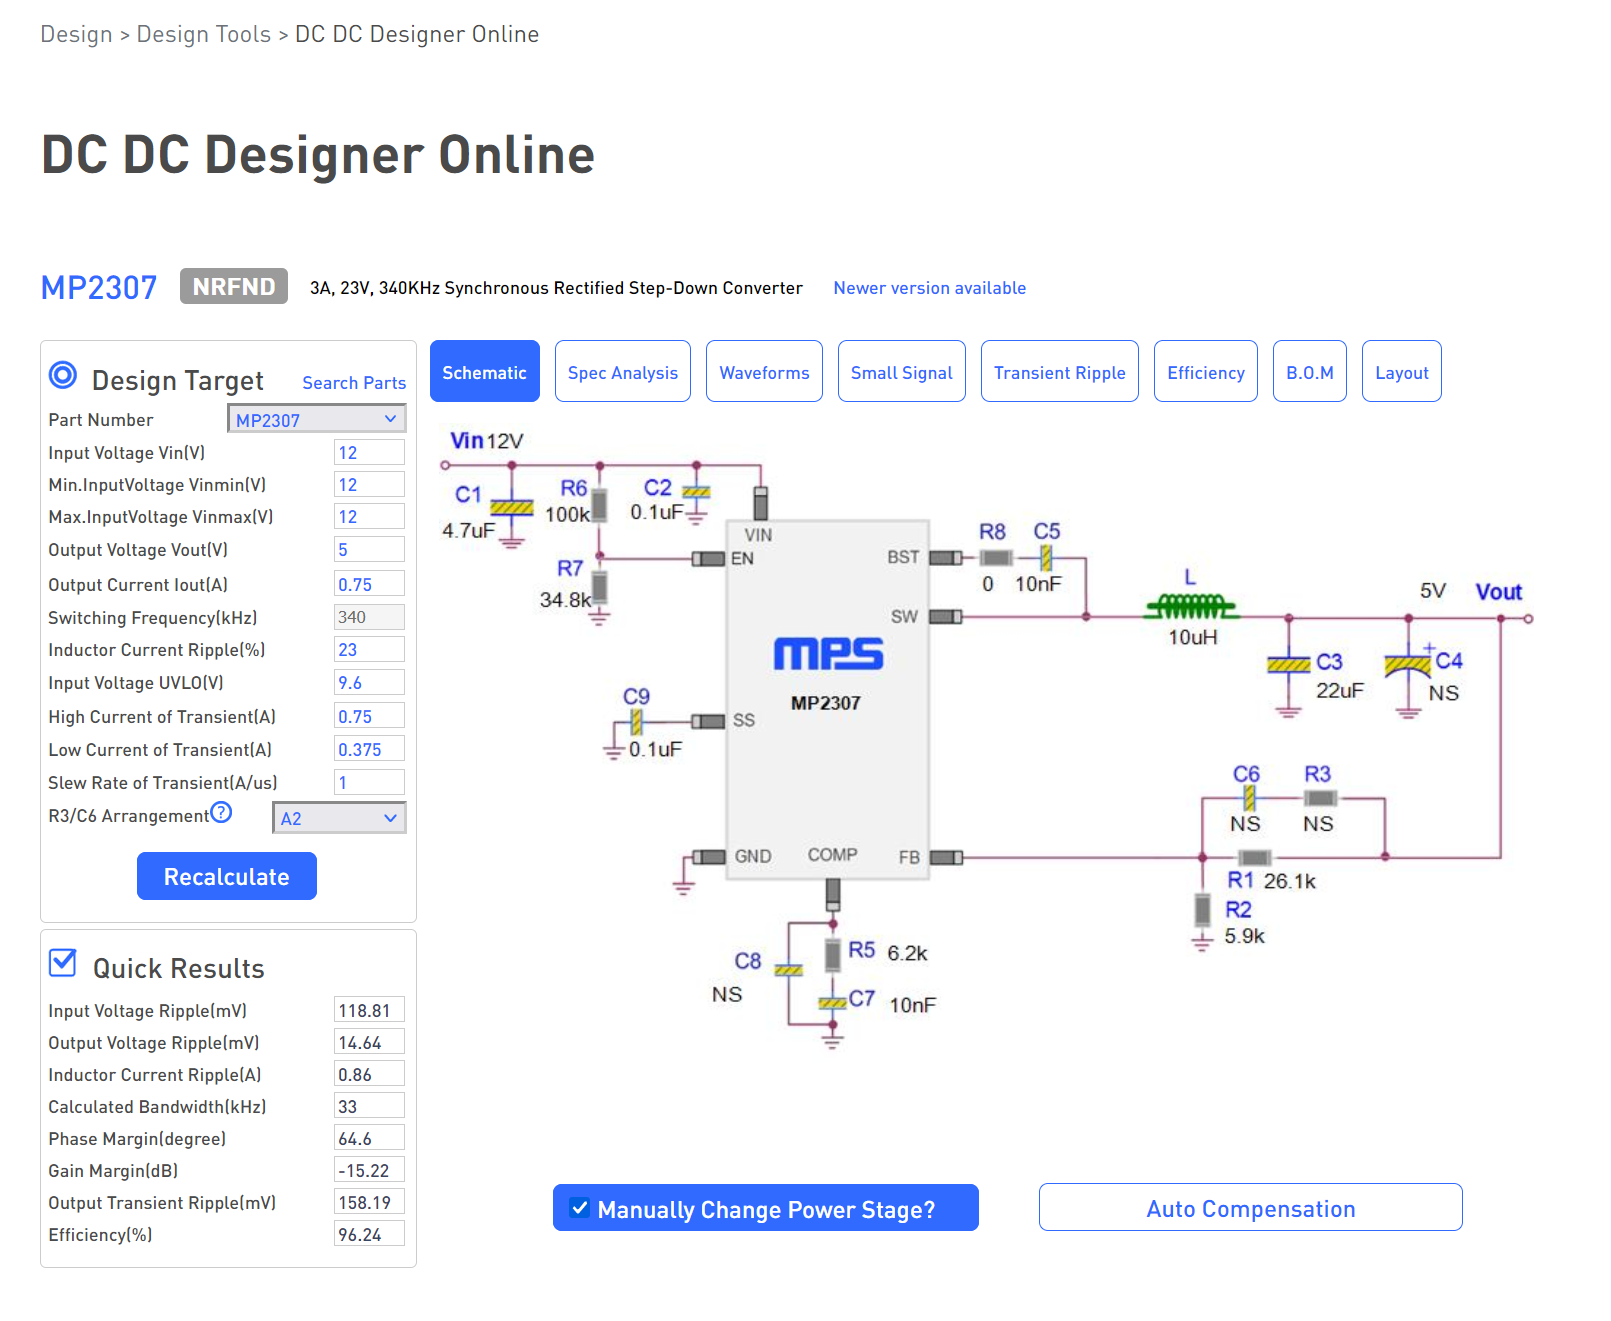 Design > Design Tools > DC DC Designer Online
DC DC Designer Online
MP2307 NRFND 3A, 23V, 340KHz Synchronous Rectified Step-Down Converter Newer version available
Design Target Search Parts
Part Number MP2307
Input Voltage Vin(V) 12
Min.InputVoltage Vinmin(V) 12
Max.InputVoltage Vinmax(V) 12
Output Voltage Vout(V) 5
Output Current Iout(A) 0.75
Switching Frequency(kHz) 340
Inductor Current Ripple(%) 23
Input Voltage UVLO(V) 9.6
High Current of Transient(A) 0.75
Low Current of Transient(A) 0.375
Slew Rate of Transient(A/us) 1
R3/C6 Arrangement ? A2
Recalculate
Quick Results
Input Voltage Ripple(mV) 118.81
Output Voltage Ripple(mV) 14.64
Inductor Current Ripple(A) 0.86
Calculated Bandwidth(kHz) 33
Phase Margin(degree) 64.6
Gain Margin(dB) -15.22
Output Transient Ripple(mV) 158.19
Efficiency(%) 96.24
Schematic Spec Analysis Waveforms Small Signal Transient Ripple Efficiency B.O.M Layout
Vin 12V
C1
4.7uF
R6
100k
C2
0.1uF
R7
34.8k
VIN
EN
BST
SW
SS
GND
COMP
FB
mps
MP2307
R8
0
C5
10nF
L
10uH
5V Vout
C3
22uF
+
C4
NS
C9
0.1uF
C6
NS
R3
NS
R1 26.1k
R2
5.9k
C8
NS
R5 6.2k
C7 10nF
Manually Change Power Stage?
Auto Compensation